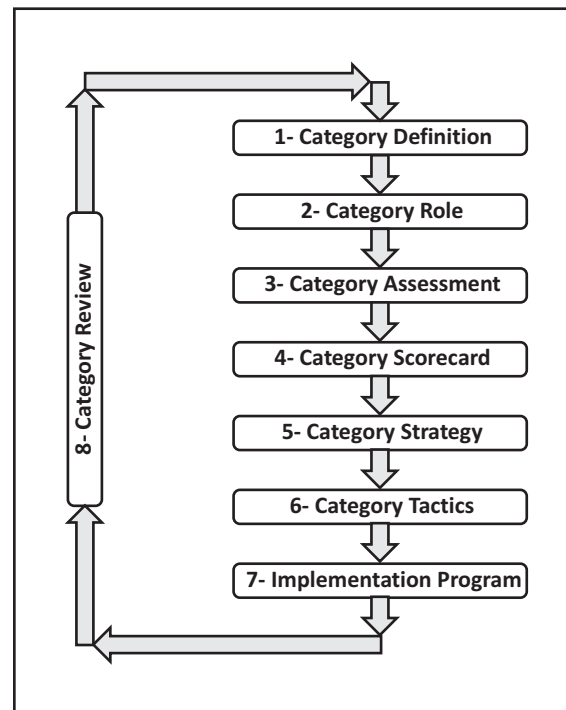 1- Category Definition
2- Category Role
3- Category Assessment
4- Category Scorecard
5- Category Strategy
6- Category Tactics
7- Implementation Program
8- Category Review